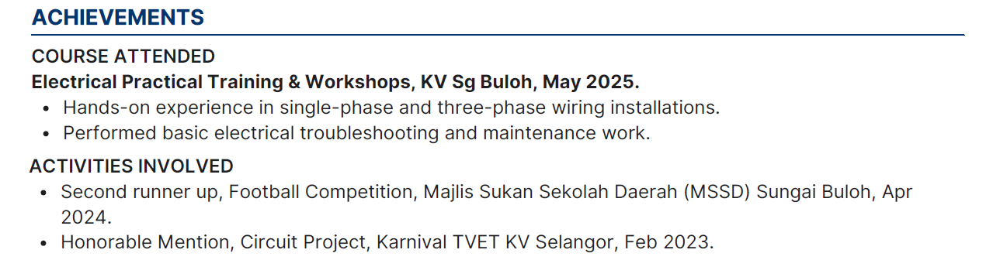 ACHIEVEMENTS
COURSE ATTENDED
Electrical Practical Training & Workshops, KV Sg Buloh, May 2025.
• Hands-on experience in single-phase and three-phase wiring installations.
• Performed basic electrical troubleshooting and maintenance work.
ACTIVITIES INVOLVED
• Second runner up, Football Competition, Majlis Sukan Sekolah Daerah (MSSD) Sungai Buloh, Apr
2024.
• Honorable Mention, Circuit Project, Karnival TVET KV Selangor, Feb 2023.